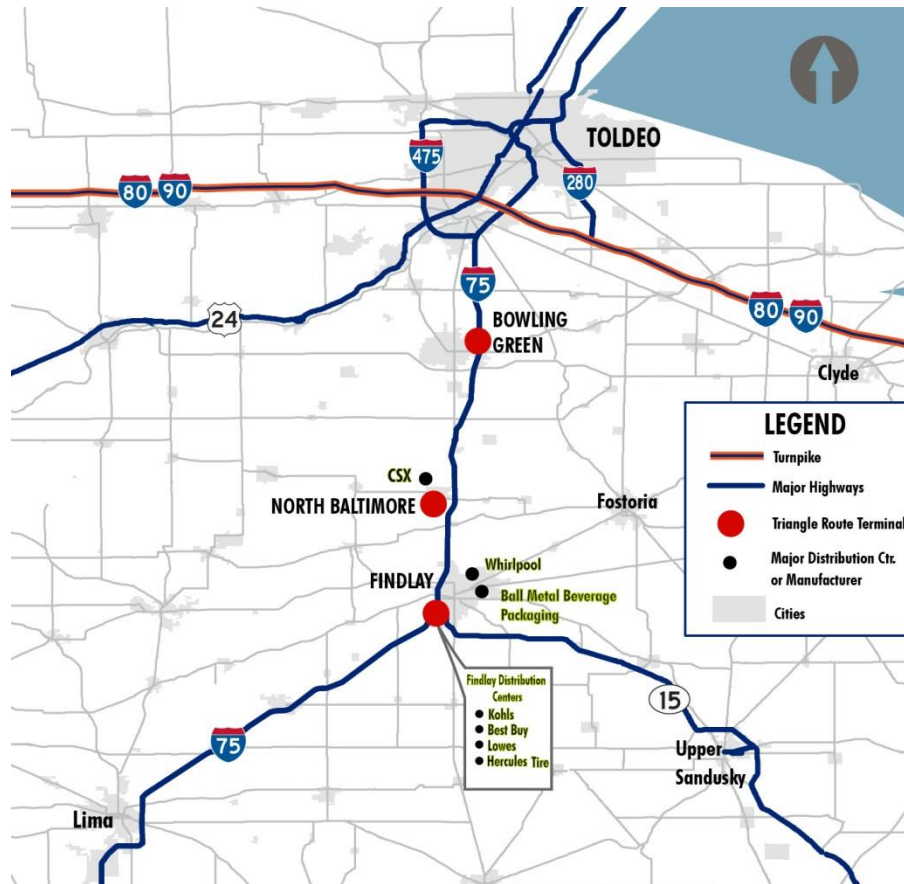 TOLDEO
475
280
80
90
75
24
80
90
BOWLING
GREEN
Clyde
LEGEND
Turnpike
Major Highways
Triangle Route Terminal
Major Distribution Ctr.
or Manufacturer
Cities
CSX
NORTH BALTIMORE
Fostoria
Whirlpool
FINDLAY
Ball Metal Beverage
Packaging
Findlay Distribution
Centers
Kohls
Best Buy
Lowes
Hercules Tire
15
75
Upper
Sandusky
Lima